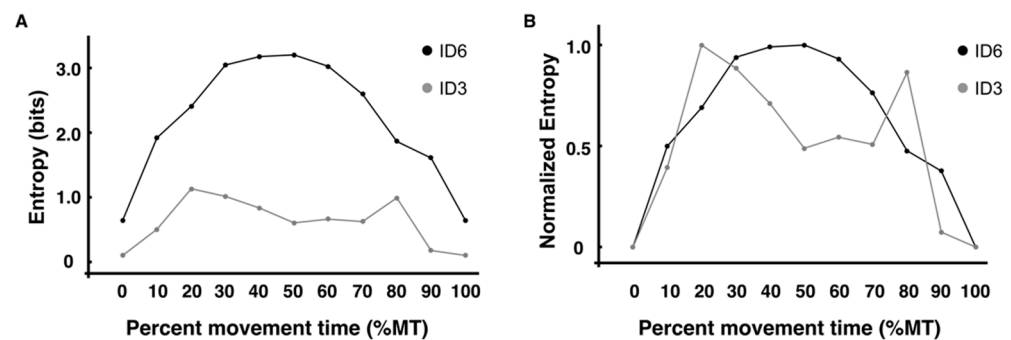 A
ID6
ID3
3.0
2.0
1.0
0
Entropy (bits)
0 10 20 30 40 50 60 70 80 90 100
Percent movement time (%MT)
B
ID6
ID3
1.0
0.5
0
Normalized Entropy
0 10 20 30 40 50 60 70 80 90 100
Percent movement time (%MT)